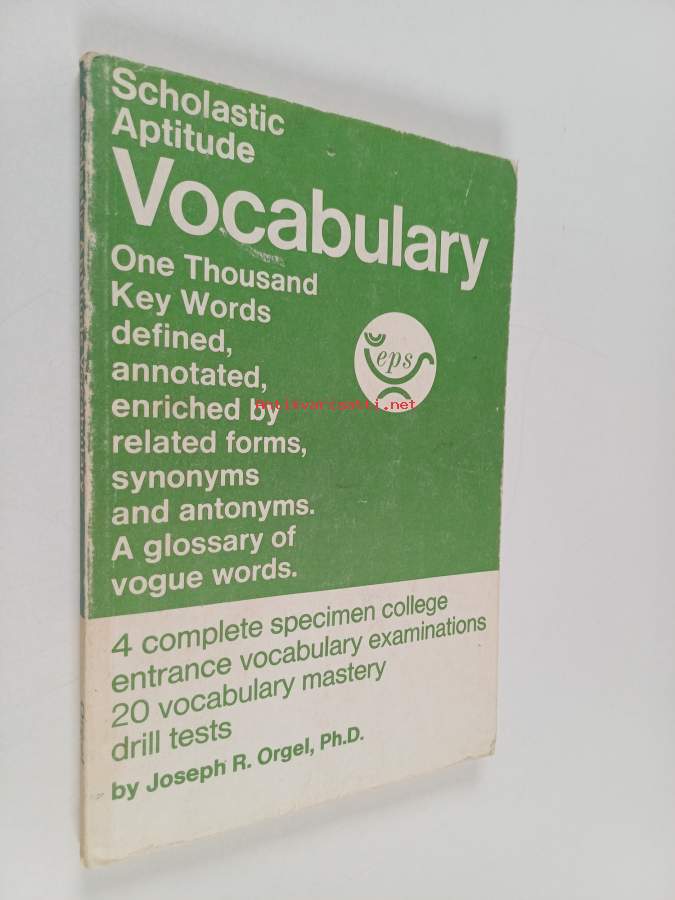 Scholastic
Aptitude
Vocabulary
One Thousand
Key Words
defined,
annotated,
enriched by
related forms,
synonyms
and antonyms.
A glossary of
vogue words.
eps
Antikvariaatti.net
4 complete specimen college
entrance vocabulary examinations
20 vocabulary mastery
drill tests
by Joseph R. Orgel, Ph.D.